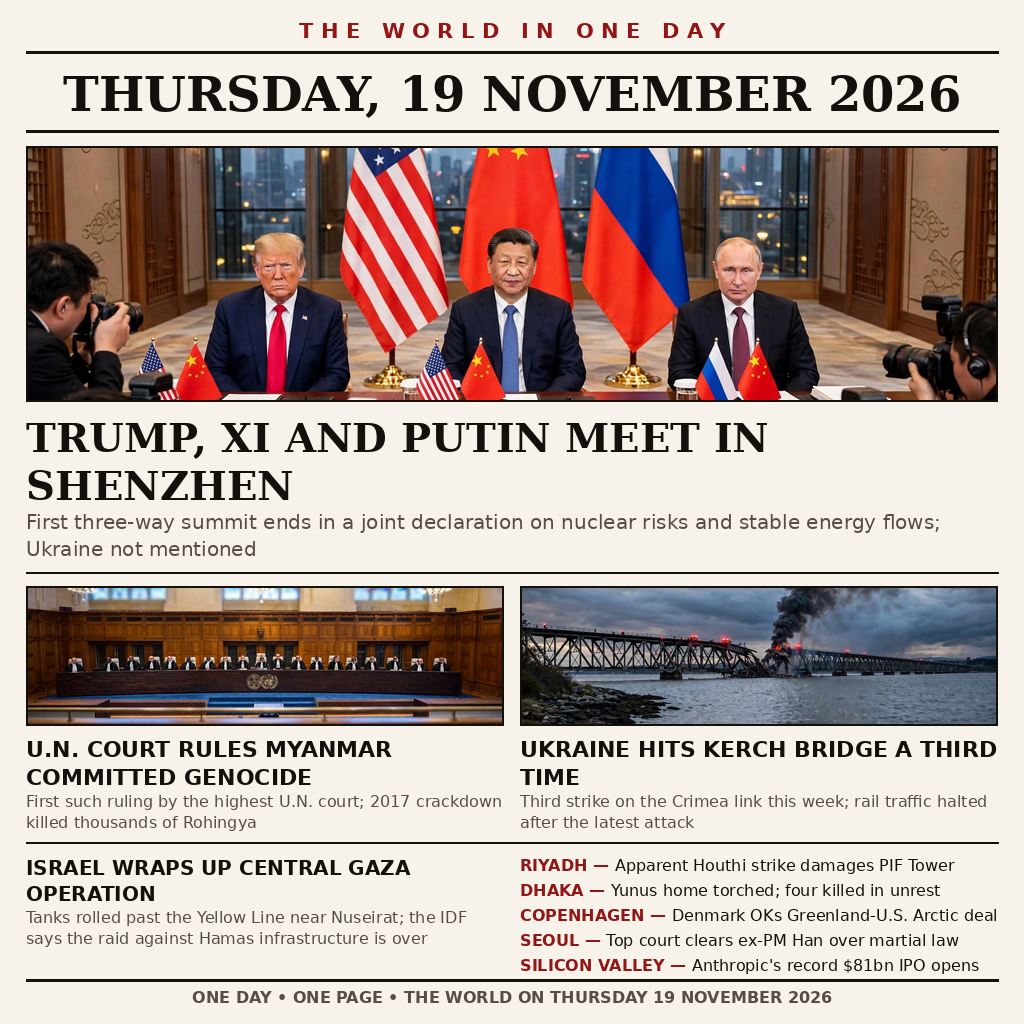 THE WORLD IN ONE DAY
THURSDAY, 19 NOVEMBER 2026
TRUMP, XI AND PUTIN MEET IN
SHENZHEN
First three-way summit ends in a joint declaration on nuclear risks and stable energy flows;
Ukraine not mentioned
U.N. COURT RULES MYANMAR
COMMITTED GENOCIDE
First such ruling by the highest U.N. court; 2017 crackdown
killed thousands of Rohingya
UKRAINE HITS KERCH BRIDGE A THIRD
TIME
Third strike on the Crimea link this week; rail traffic halted
after the latest attack
ISRAEL WRAPS UP CENTRAL GAZA
OPERATION
Tanks rolled past the Yellow Line near Nuseirat; the IDF
says the raid against Hamas infrastructure is over
RIYADH — Apparent Houthi strike damages PIF Tower
DHAKA — Yunus home torched; four killed in unrest
COPENHAGEN — Denmark OKs Greenland-U.S. Arctic deal
SEOUL — Top court clears ex-PM Han over martial law
SILICON VALLEY — Anthropic's record $81bn IPO opens
ONE DAY • ONE PAGE • THE WORLD ON THURSDAY 19 NOVEMBER 2026